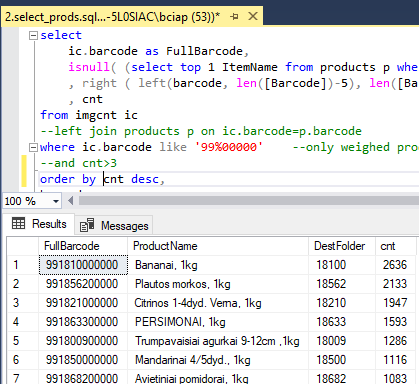 2.select_prods.sql...-5L0SIAC\bciap (53))*
select
ic.barcode as FullBarcode,
isnull( (select top 1 ItemName from products p whe
, right ( left(barcode, len([Barcode])-5), len([Ba
, cnt
from imgcnt ic
--left join products p on ic.barcode=p.barcode
where ic.barcode like '99%00000' --only weighed pro
--and cnt>3
order by cnt desc,
100 %
Results Messages
FullBarcode ProductName DestFolder cnt
1 991810000000 Bananai, 1kg 18100 2636
2 991856200000 Plautos morkos, 1kg 18562 2133
3 991821000000 Citrinos 1-4dyd. Verna, 1kg 18210 1947
4 991863300000 PERSIMONAI, 1kg 18633 1593
5 991800900000 Trumpavaisiai agurkai 9-12cm ,1kg 18009 1286
6 991850000000 Mandarinai 4/5dyd., 1kg 18500 1116
7 991868200000 Avietiniai pomidorai, 1kg 18682 1083